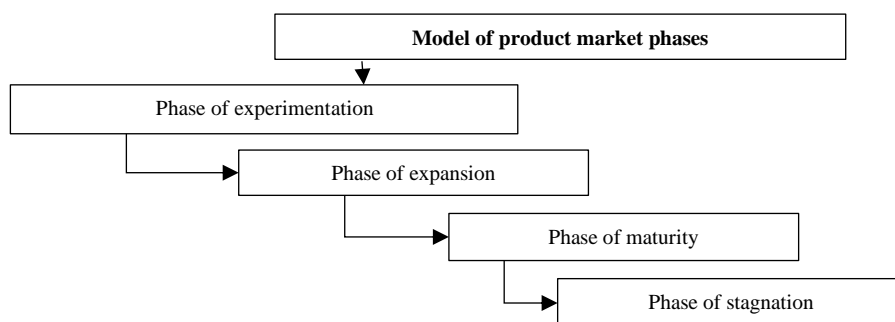 Model of product market phases
Phase of experimentation
Phase of expansion
Phase of maturity
Phase of stagnation